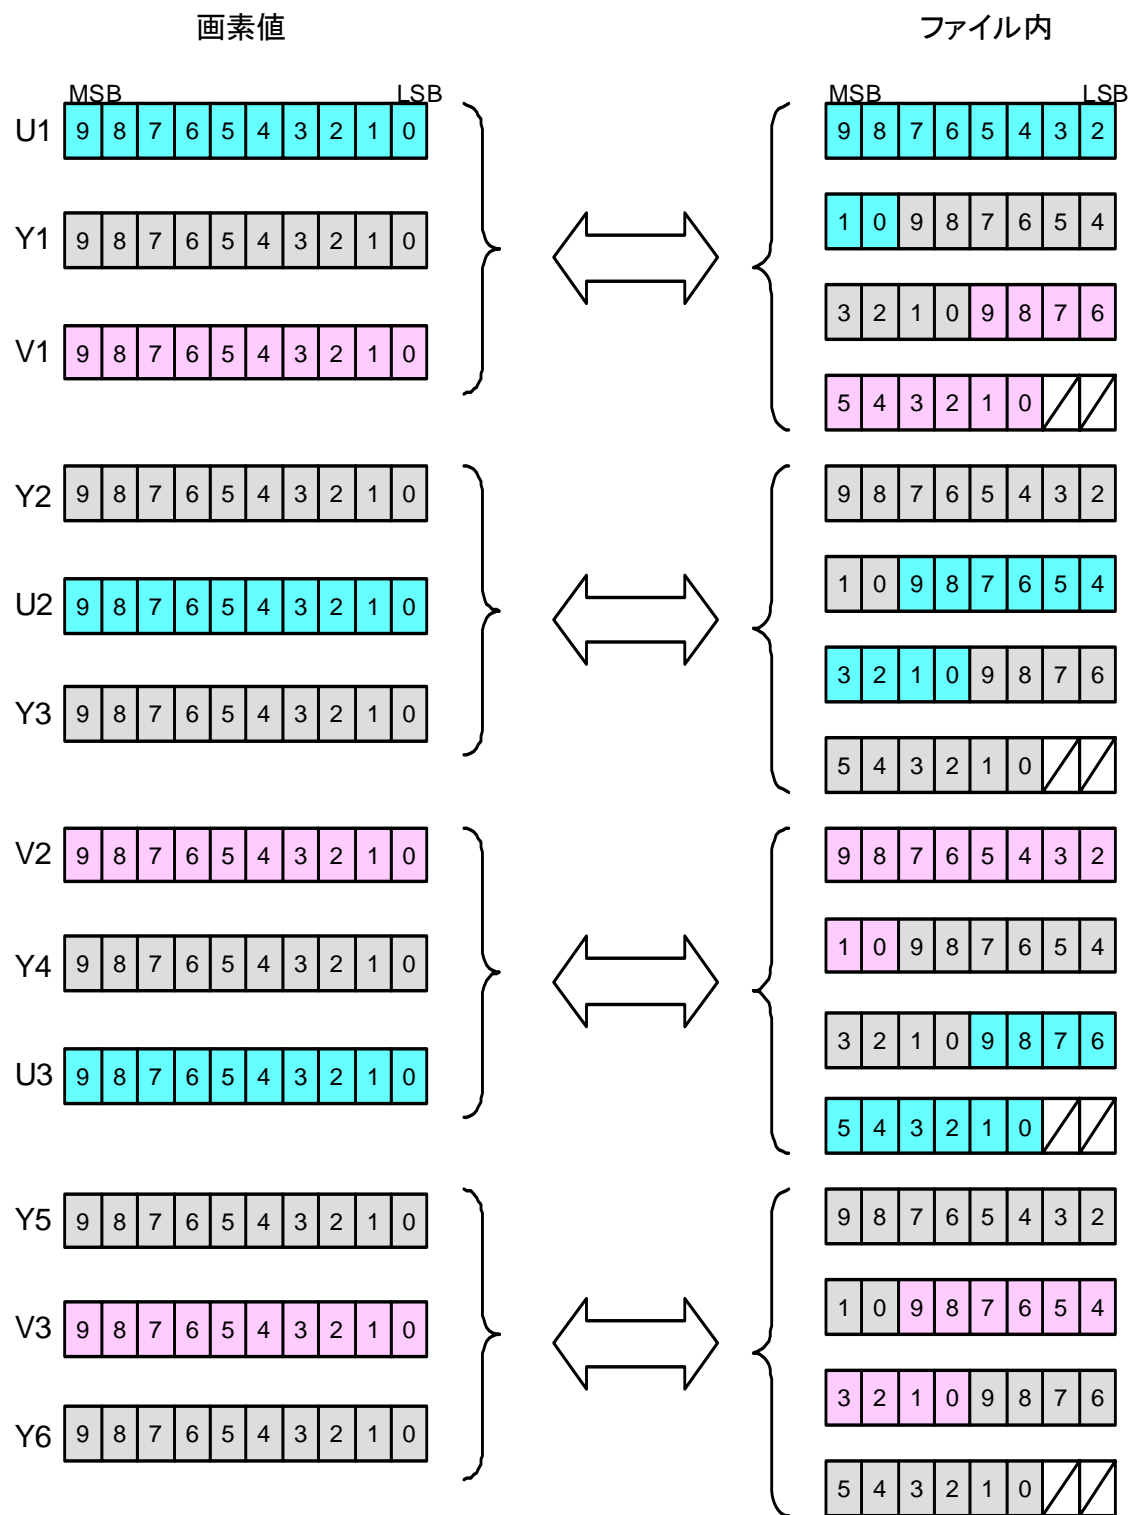 画素値 ファイル内
MSB LSB MSB LSB
U1 9 8 7 6 5 4 3 2 1 0 9 8 7 6 5 4 3 2
Y1 9 8 7 6 5 4 3 2 1 0 1 0 9 8 7 6 5 4
3 2 1 0 9 8 7 6
V1 9 8 7 6 5 4 3 2 1 0
5 4 3 2 1 0
Y2 9 8 7 6 5 4 3 2 1 0 9 8 7 6 5 4 3 2
U2 9 8 7 6 5 4 3 2 1 0 1 0 9 8 7 6 5 4
3 2 1 0 9 8 7 6
Y3 9 8 7 6 5 4 3 2 1 0
5 4 3 2 1 0
V2 9 8 7 6 5 4 3 2 1 0 9 8 7 6 5 4 3 2
Y4 9 8 7 6 5 4 3 2 1 0 1 0 9 8 7 6 5 4
3 2 1 0 9 8 7 6
U3 9 8 7 6 5 4 3 2 1 0
5 4 3 2 1 0
Y5 9 8 7 6 5 4 3 2 1 0 9 8 7 6 5 4 3 2
V3 9 8 7 6 5 4 3 2 1 0 1 0 9 8 7 6 5 4
3 2 1 0 9 8 7 6
Y6 9 8 7 6 5 4 3 2 1 0
5 4 3 2 1 0